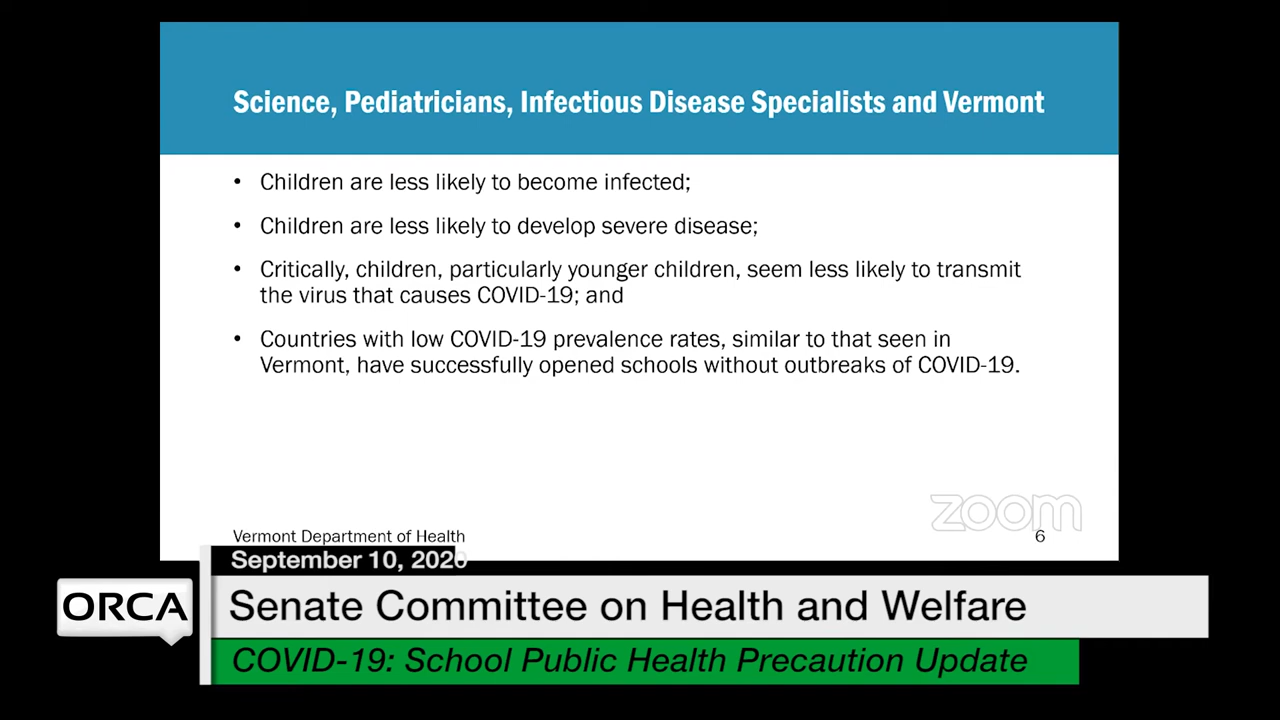 Science, Pediatricians, Infectious Disease Specialists and Vermont
• Children are less likely to become infected;
• Children are less likely to develop severe disease;
• Critically, children, particularly younger children, seem less likely to transmit
the virus that causes COVID-19; and
• Countries with low COVID-19 prevalence rates, similar to that seen in
Vermont, have successfully opened schools without outbreaks of COVID-19.
zoom
Vermont Department of Health 6
September 10, 2020
ORCA
Senate Committee on Health and Welfare
COVID-19: School Public Health Precaution Update